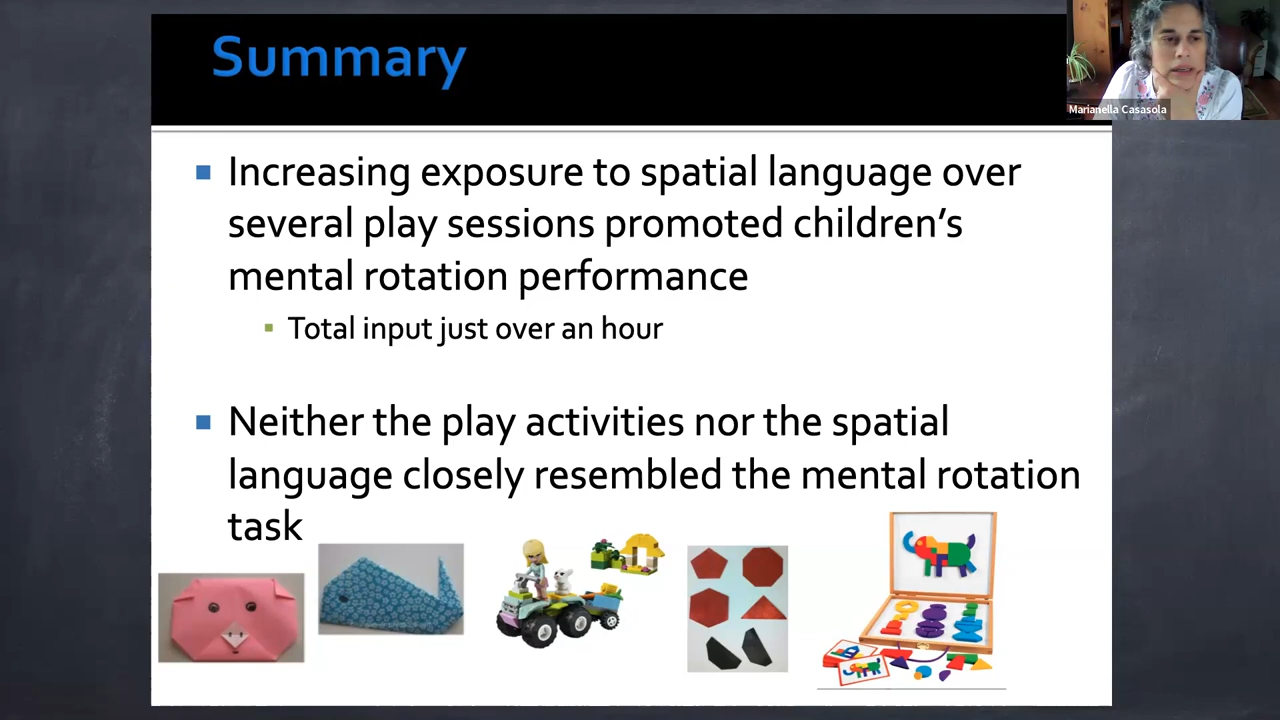 Summary
Marianella Casasola
Increasing exposure to spatial language over
several play sessions promoted children’s
mental rotation performance
Total input just over an hour
Neither the play activities nor the spatial
language closely resembled the mental rotation
task